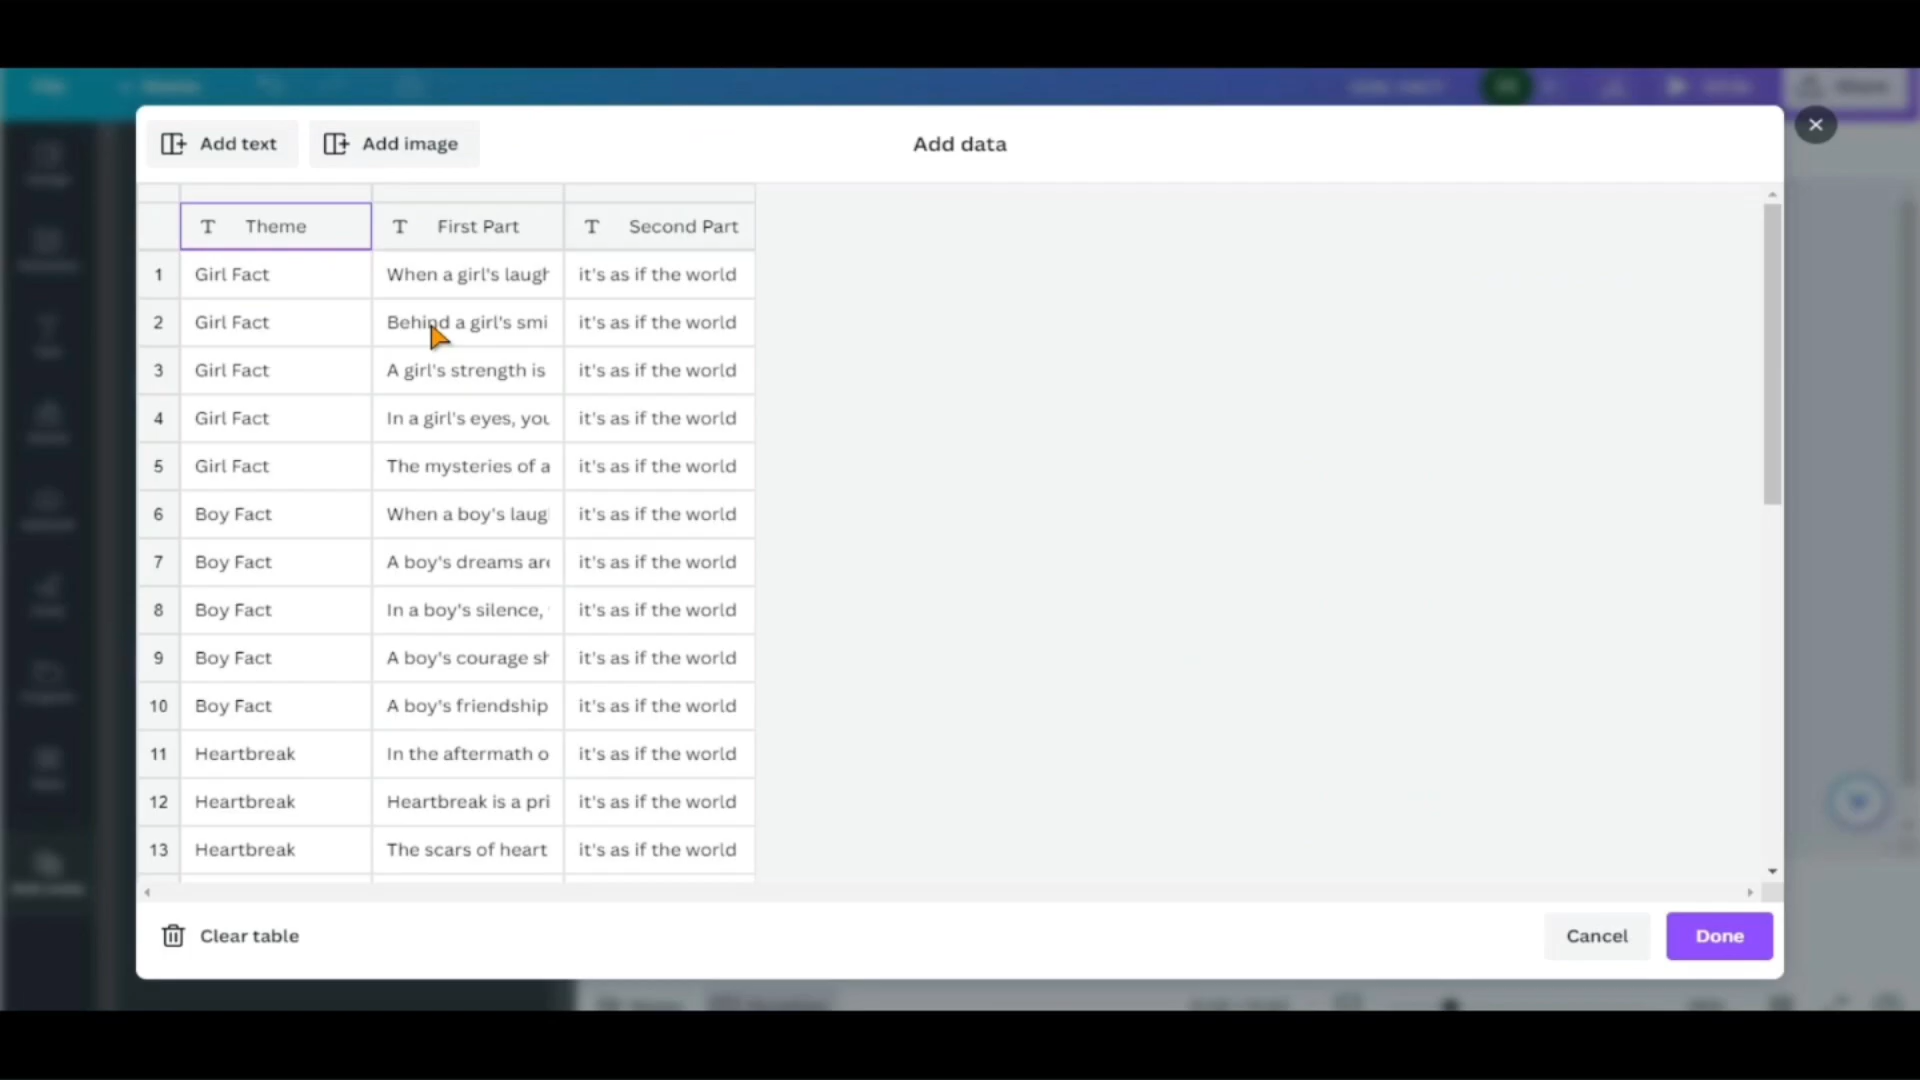 Add text
Add image
Add data
Theme First Part Second Part
1 Girl Fact When a girl's laugh it's as if the world
2 Girl Fact Behind a girl's smi it's as if the world
3 Girl Fact A girl's strength is it's as if the world
4 Girl Fact In a girl's eyes, you it's as if the world
5 Girl Fact The mysteries of a it's as if the world
6 Boy Fact When a boy's laug it's as if the world
7 Boy Fact A boy's dreams are it's as if the world
8 Boy Fact In a boy's silence, it's as if the world
9 Boy Fact A boy's courage sh it's as if the world
10 Boy Fact A boy's friendship it's as if the world
11 Heartbreak In the aftermath o it's as if the world
12 Heartbreak Heartbreak is a pri it's as if the world
13 Heartbreak The scars of heart it's as if the world
Clear table
Cancel
Done